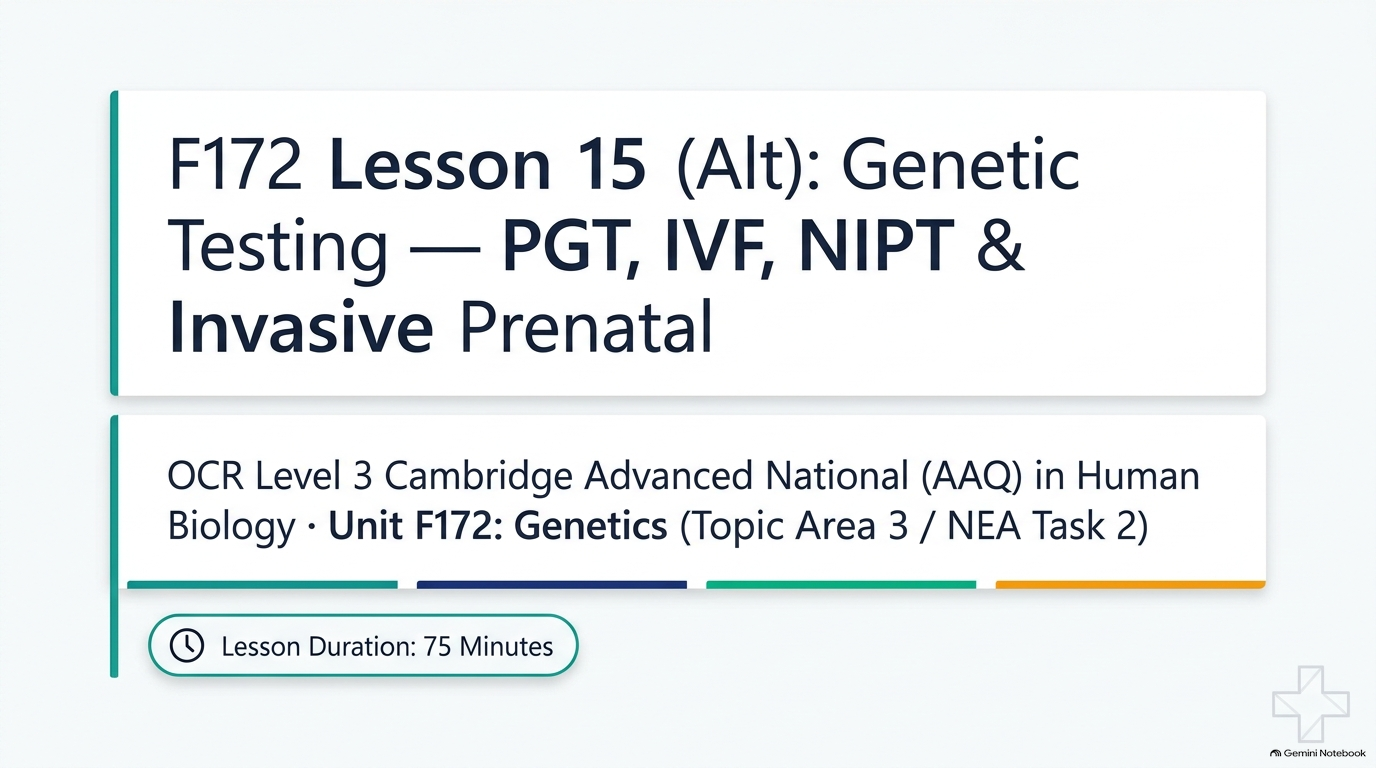 F172 Lesson 15 (Alt): Genetic
Testing — PGT, IVF, NIPT &
Invasive Prenatal
OCR Level 3 Cambridge Advanced National (AAQ) in Human
Biology · Unit F172: Genetics (Topic Area 3 / NEA Task 2)
Lesson Duration: 75 Minutes
Gemini Notebook